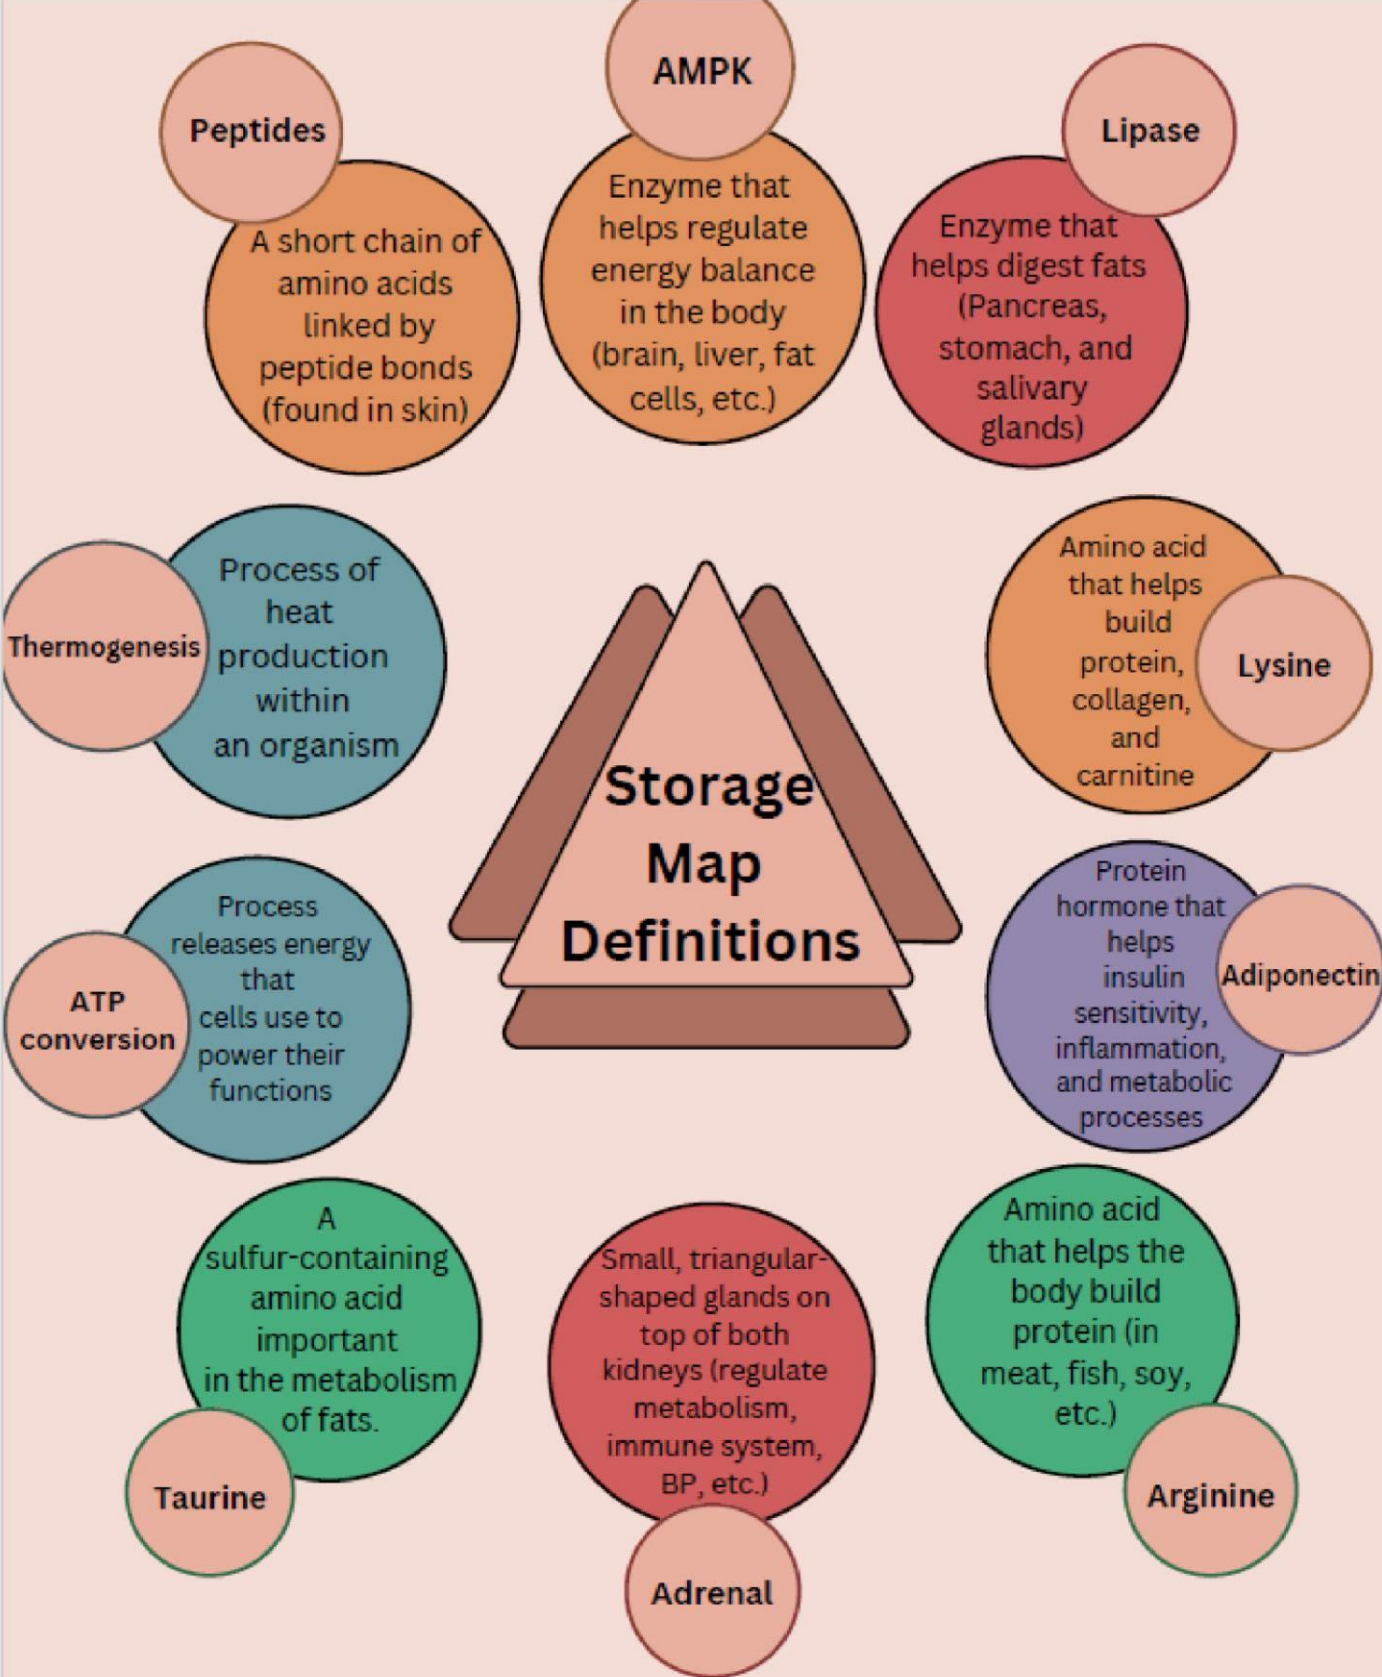 Peptides
A short chain of
amino acids
linked by
peptide bonds
(found in skin)
AMPK
Enzyme that
helps regulate
energy balance
in the body
(brain, liver, fat
cells, etc.)
Lipase
Enzyme that
helps digest fats
(Pancreas,
stomach, and
salivary
glands)
Thermogenesis
Process of
heat
production
within
an organism
Storage
Map
Definitions
Amino acid
that helps
build
protein,
collagen,
and
carnitine
Lysine
ATP
conversion
Process
releases energy
that
cells use to
power their
functions
Protein
hormone that
helps
insulin
sensitivity,
inflammation,
and metabolic
processes
Adiponectin
A
sulfur-containing
amino acid
important
in the metabolism
of fats.
Taurine
Small, triangular-
shaped glands on
top of both
kidneys (regulate
metabolism,
immune system,
BP, etc.)
Adrenal
Amino acid
that helps the
body build
protein (in
meat, fish, soy,
etc.)
Arginine